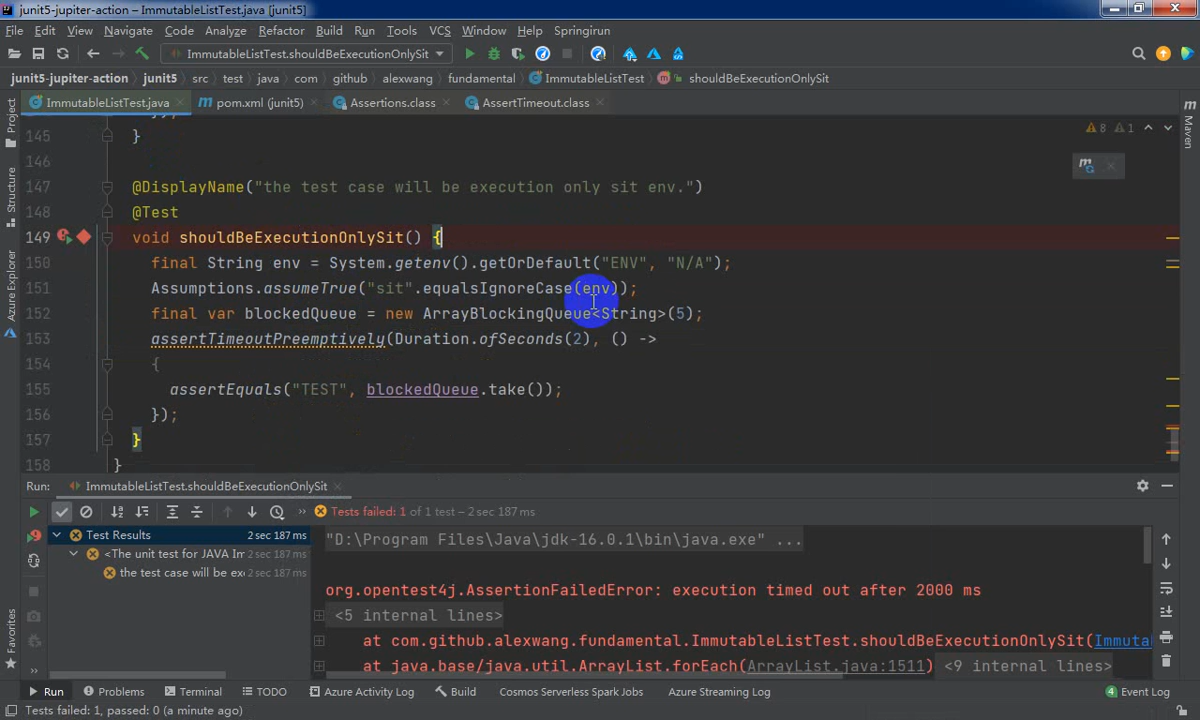 junit5-jupiter-action – ImmutableListTest.java [junit5]
File Edit View Navigate Code Analyze Refactor Build Run Tools VCS Window Help Springirun
ImmutableListTest.shouldBeExecutionOnlySit
junit5-jupiter-action junit5 src test java com github alexwang fundamental ImmutableListTest shouldBeExecutionOnlySit
ImmutableListTest.java pom.xml (junit5) Assertions.class AssertTimeout.class
145 }
146
147 @DisplayName("the test case will be execution only sit env.")
148 @Test
149 void shouldBeExecutionOnlySit() {
150 final String env = System.getenv().getOrDefault("ENV", "N/A");
151 Assumptions.assumeTrue("sit".equalsIgnoreCase(env));
152 final var blockedQueue = new ArrayBlockingQueue<String>(5);
153 assertTimeoutPreemptively(Duration.ofSeconds(2), () ->
154 {
155 assertEquals("TEST", blockedQueue.take());
156 });
157 }
158 }
8 1
Project
Structure
Azure Explorer
Favorites
Maven
Run: ImmutableListTest.shouldBeExecutionOnlySit
Tests failed: 1 of 1 test – 2 sec 187 ms
Test Results 2 sec 187 ms
<The unit test for JAVA Im 2 sec 187 ms
the test case will be exe 2 sec 187 ms
"D:\Program Files\Java\jdk-16.0.1\bin\java.exe" ...
org.opentest4j.AssertionFailedError: execution timed out after 2000 ms
<5 internal lines>
at com.github.alexwang.fundamental.ImmutableListTest.shouldBeExecutionOnlySit(Immuta
at java.base/java.util.ArrayList.forEach(ArrayList.java:1511) <9 internal lines>
Run Problems Terminal TODO Azure Activity Log Build Cosmos Serverless Spark Jobs Azure Streaming Log 4 Event Log
Tests failed: 1, passed: 0 (a minute ago)